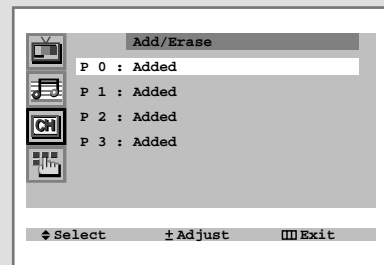 Add/Erase
P 0 : Added
P 1 : Added
CH
P 2 : Added
P 3 : Added
Select ± Adjust Exit